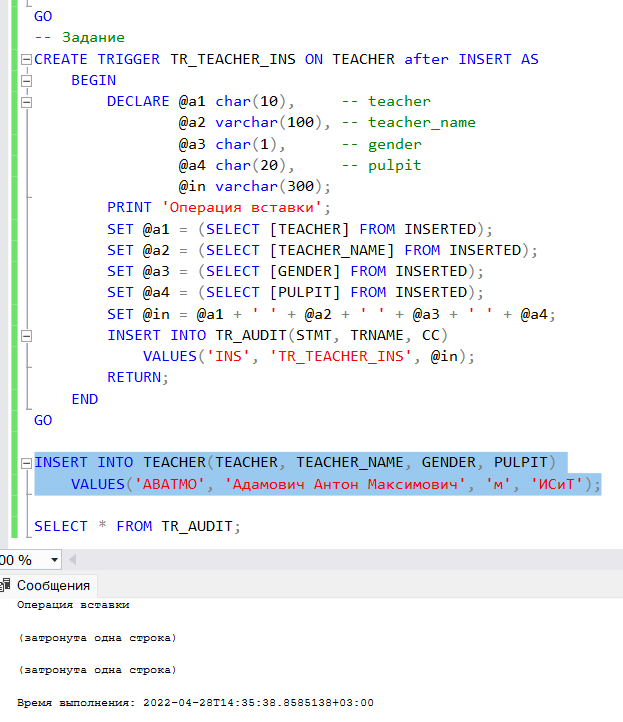 GO
-- Задание
CREATE TRIGGER TR_TEACHER_INS ON TEACHER after INSERT AS
BEGIN
DECLARE @a1 char(10), -- teacher
@a2 varchar(100), -- teacher_name
@a3 char(1), -- gender
@a4 char(20), -- pulpit
@in varchar(300);
PRINT 'Операция вставки';
SET @a1 = (SELECT [TEACHER] FROM INSERTED);
SET @a2 = (SELECT [TEACHER_NAME] FROM INSERTED);
SET @a3 = (SELECT [GENDER] FROM INSERTED);
SET @a4 = (SELECT [PULPIT] FROM INSERTED);
SET @in = @a1 + ' ' + @a2 + ' ' + @a3 + ' ' + @a4;
INSERT INTO TR_AUDIT(STMT, TRNAME, CC)
VALUES('INS', 'TR_TEACHER_INS', @in);
RETURN;
END
GO
INSERT INTO TEACHER(TEACHER, TEACHER_NAME, GENDER, PULPIT)
VALUES('АВАТМО', 'Адамович Антон Максимович', 'м', 'ИСиТ');
SELECT * FROM TR_AUDIT;
00 %
Сообщения
Операция вставки
(затронута одна строка)
(затронута одна строка)
Время выполнения: 2022-04-28T14:35:38.8585138+03:00